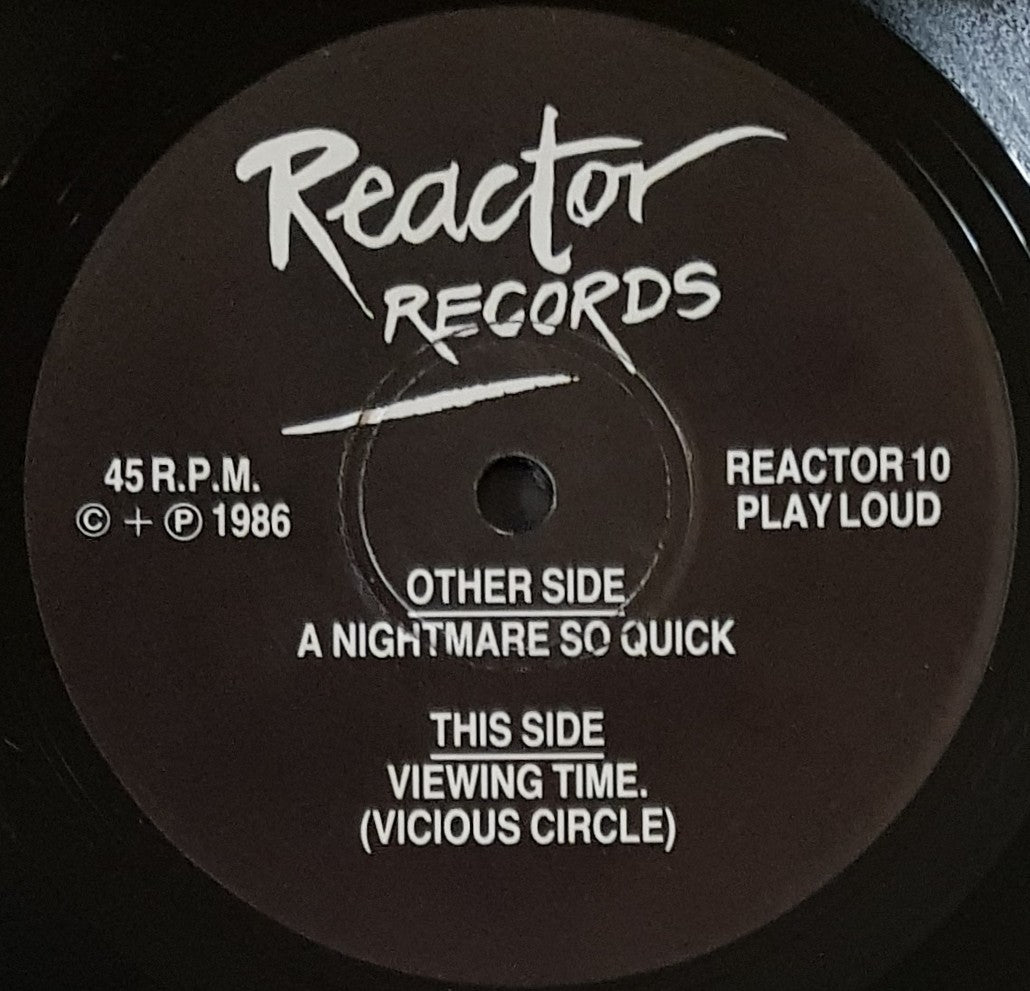 Reactor
RECORDS
45 R.P.M.
© + ℗ 1986
REACTOR 10
PLAY LOUD
OTHER SIDE
A NIGHTMARE SO QUICK
THIS SIDE
VIEWING TIME.
(VICIOUS CIRCLE)